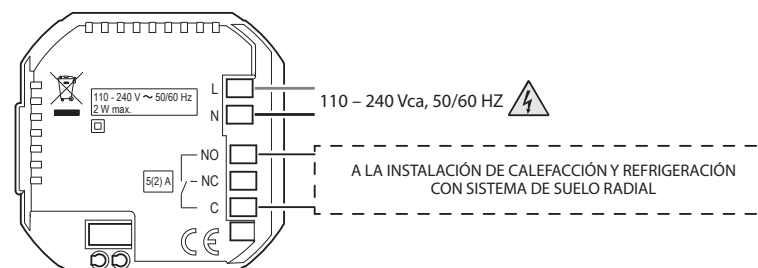 110 - 240 V ~ 50/60 Hz
2 W max.
L
N
110 – 240 Vca, 50/60 HZ
NO
5(2) A
NC
C
A LA INSTALACIÓN DE CALEFACCIÓN Y REFRIGERACIÓN
CON SISTEMA DE SUELO RADIAL
CE